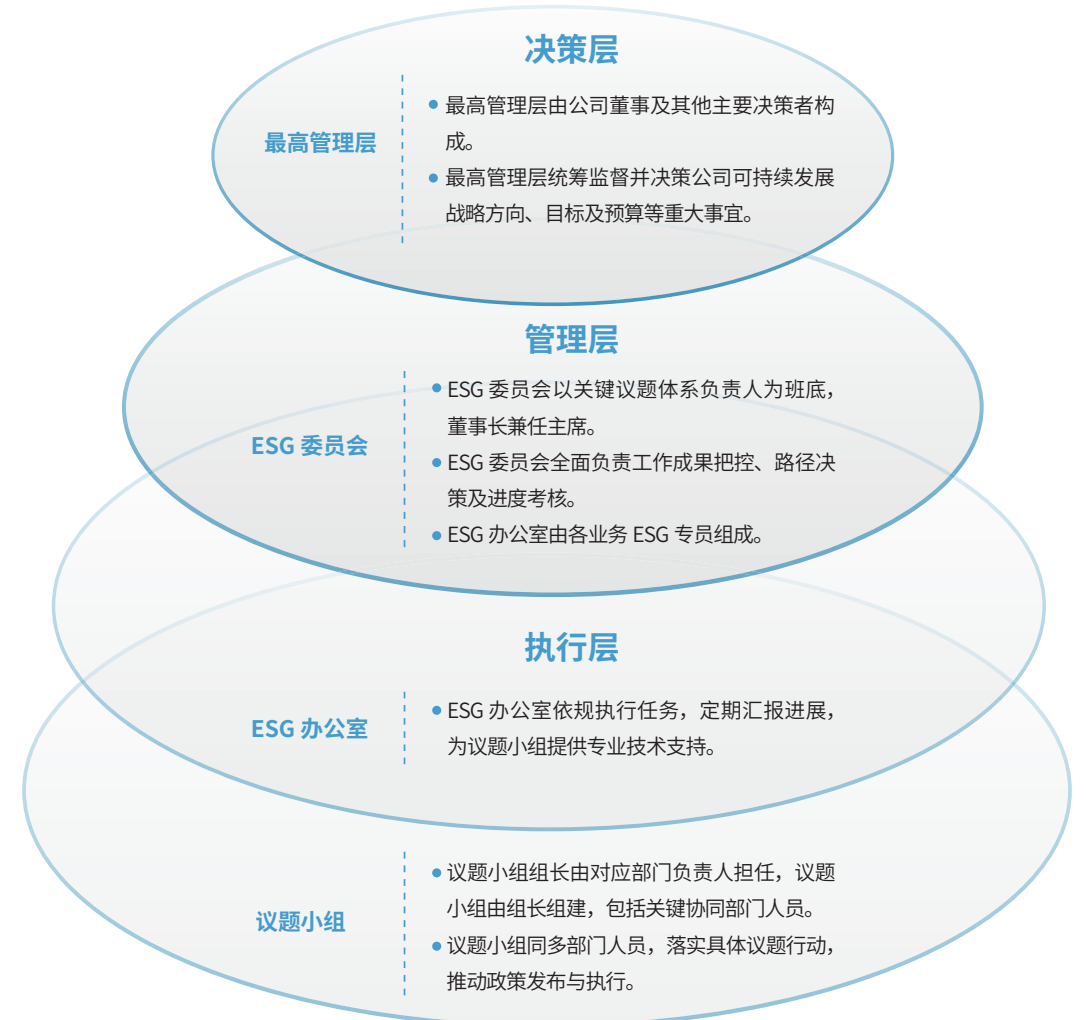 决策层
最高管理层
最高管理层由公司董事及其他主要决策者构
成。
最高管理层统筹监督并决策公司可持续发展
战略方向、目标及预算等重大事宜。
管理层
ESG 委员会
ESG 委员会以关键议题体系负责人为班底，
董事长兼任主席。
ESG 委员会全面负责工作成果把控、路径决
策及进度考核。
ESG 办公室由各业务 ESG 专员组成。
执行层
ESG 办公室
ESG 办公室依规执行任务，定期汇报进展，
为议题小组提供专业技术支持。
议题小组
议题小组组长由对应部门负责人担任，议题
小组由组长组建，包括关键协同部门人员。
议题小组同多部门人员，落实具体议题行动，
推动政策发布与执行。